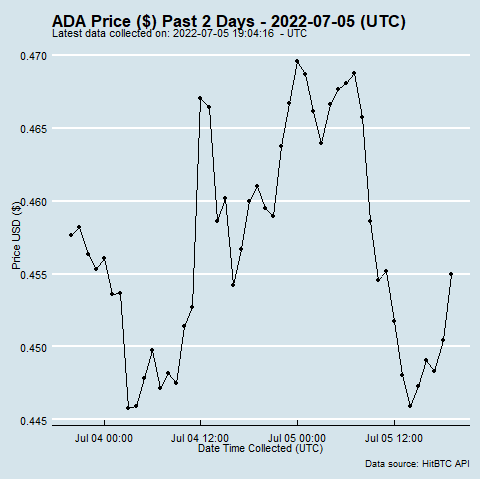 ADA Price ($) Past 2 Days - 2022-07-05 (UTC)
Latest data collected on: 2022-07-05 19:04:16 - UTC
0.470
0.465
0.460
0.455
0.450
0.445
Price USD ($)
Jul 04 00:00 Jul 04 12:00 Jul 05 00:00 Jul 05 12:00
Date Time Collected (UTC)
Data source: HitBTC API